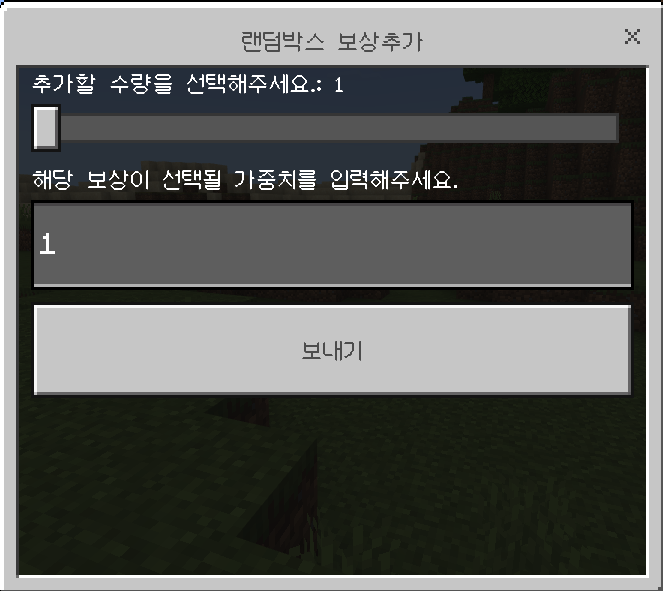 랜덤박스 보상추가
추가할 수량을 선택해주세요.: 1
해당 보상이 선택될 가중치를 입력해주세요.
1
보내기